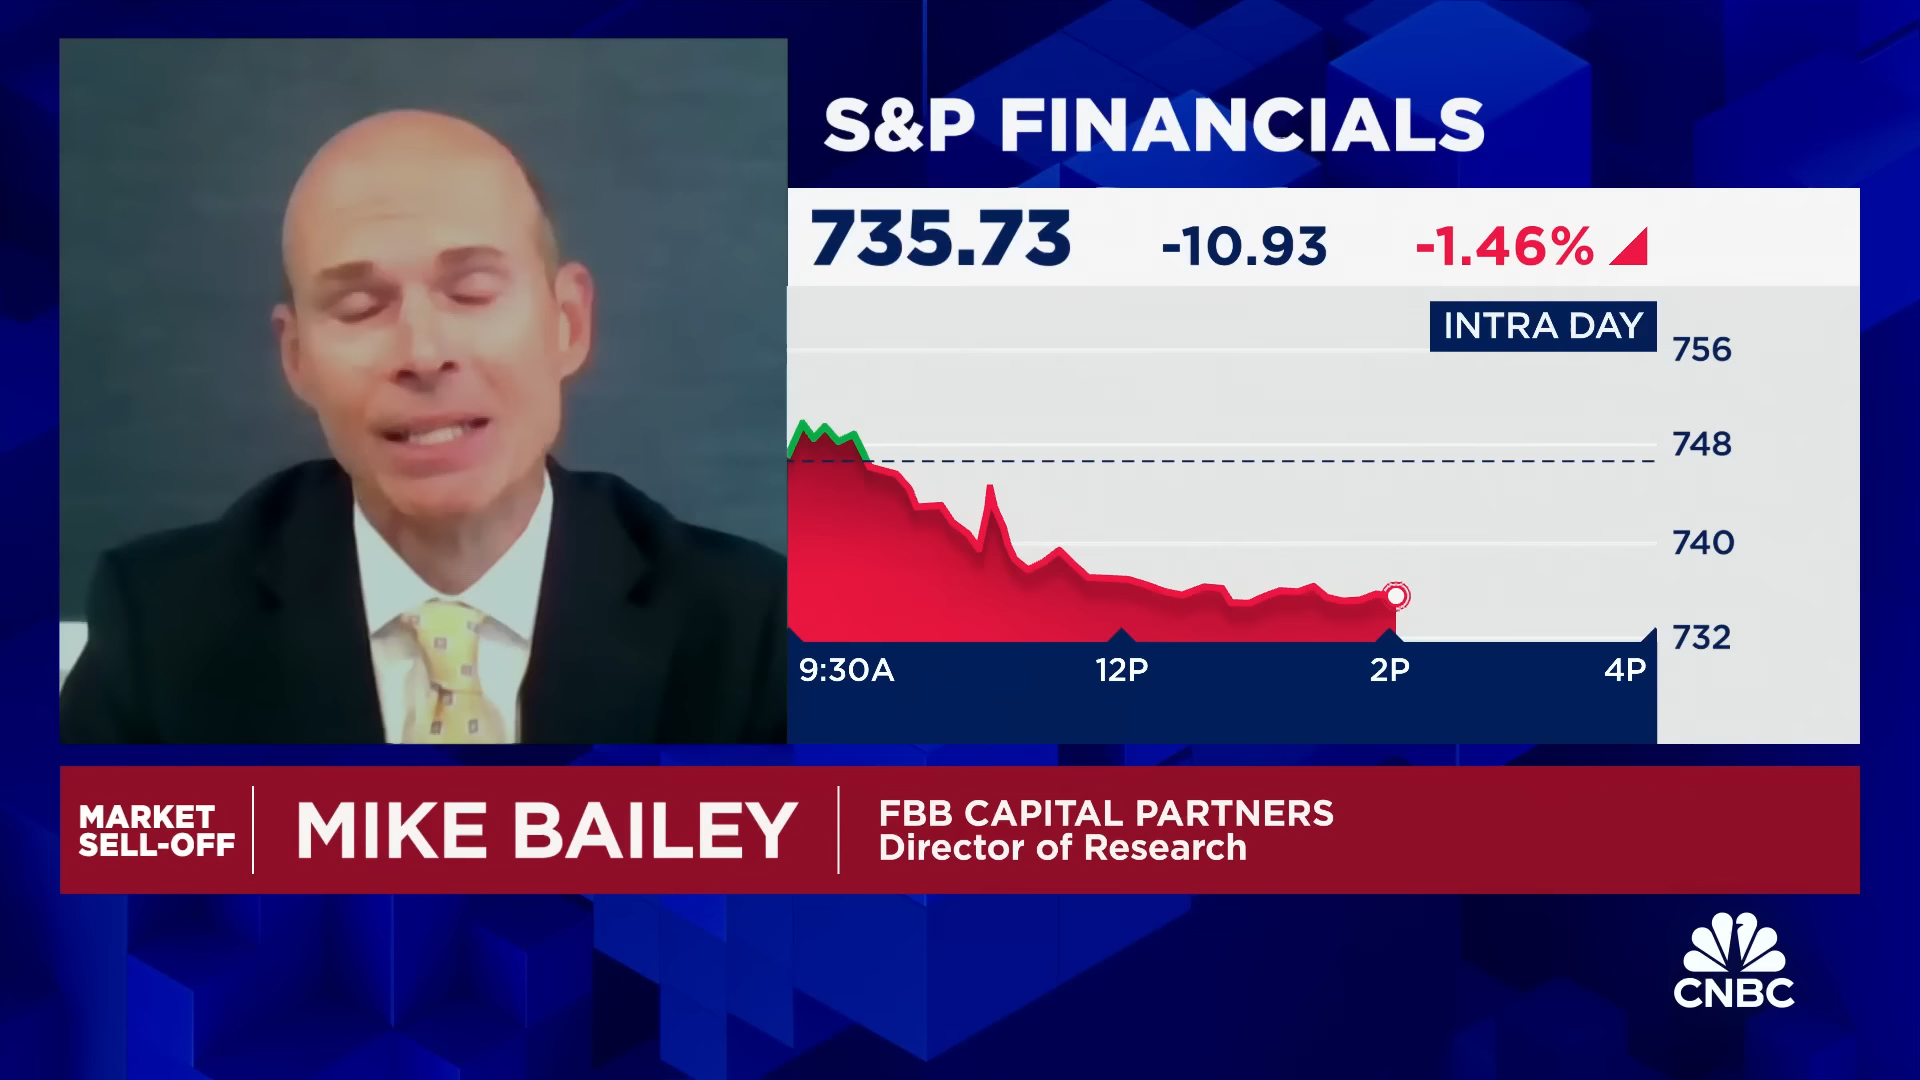 S&P FINANCIALS
735.73 -10.93 -1.46%
INTRA DAY
756
748
740
732
9:30A 12P 2P 4P
MARKET
SELL-OFF
MIKE BAILEY
FBB CAPITAL PARTNERS
Director of Research
CNBC